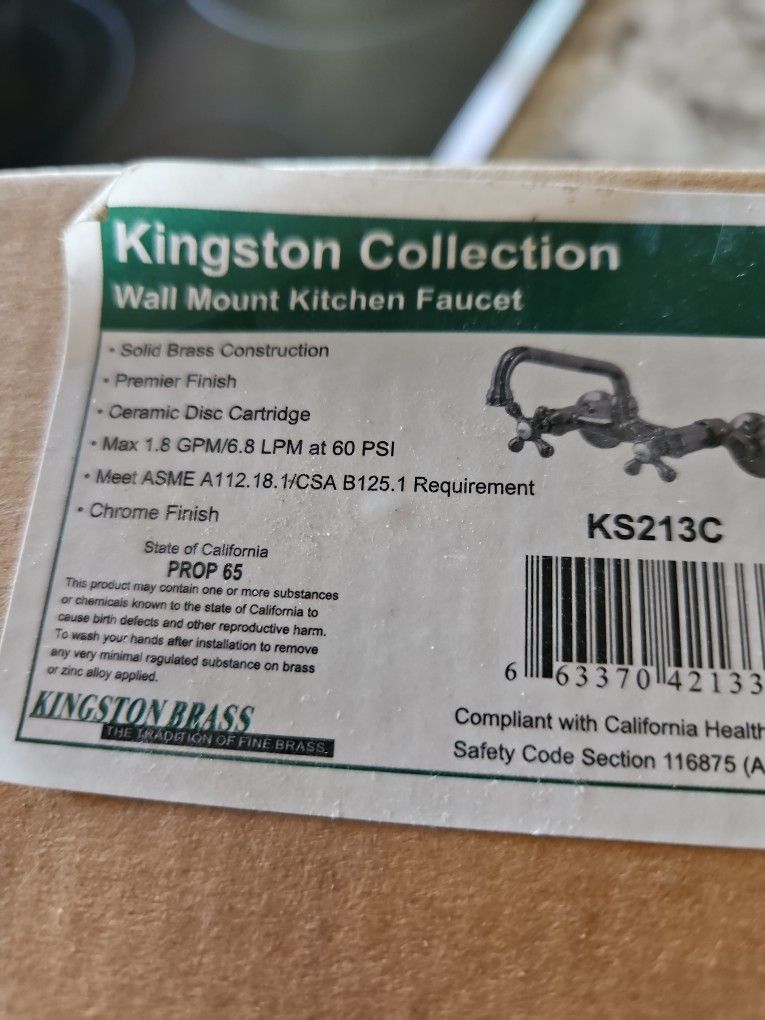 Kingston Collection
Wall Mount Kitchen Faucet
· Solid Brass Construction
· Premier Finish
· Ceramic Disc Cartridge
· Max 1.8 GPM/6.8 LPM at 60 PSI
· Meet ASME A112.18.1/CSA B125.1 Requirement
· Chrome Finish
State of California
PROP 65
This product may contain one or more substances
or chemicals known to the state of California to
cause birth defects and other reproductive harm.
To wash your hands after installation to remove
any very minimal ragulated substance on brass
or zinc alloy applied.
KINGSTON BRASS
THE TRADITION OF FINE BRASS.
KS213C
6 63370 42133
Compliant with California Health
Safety Code Section 116875 (A